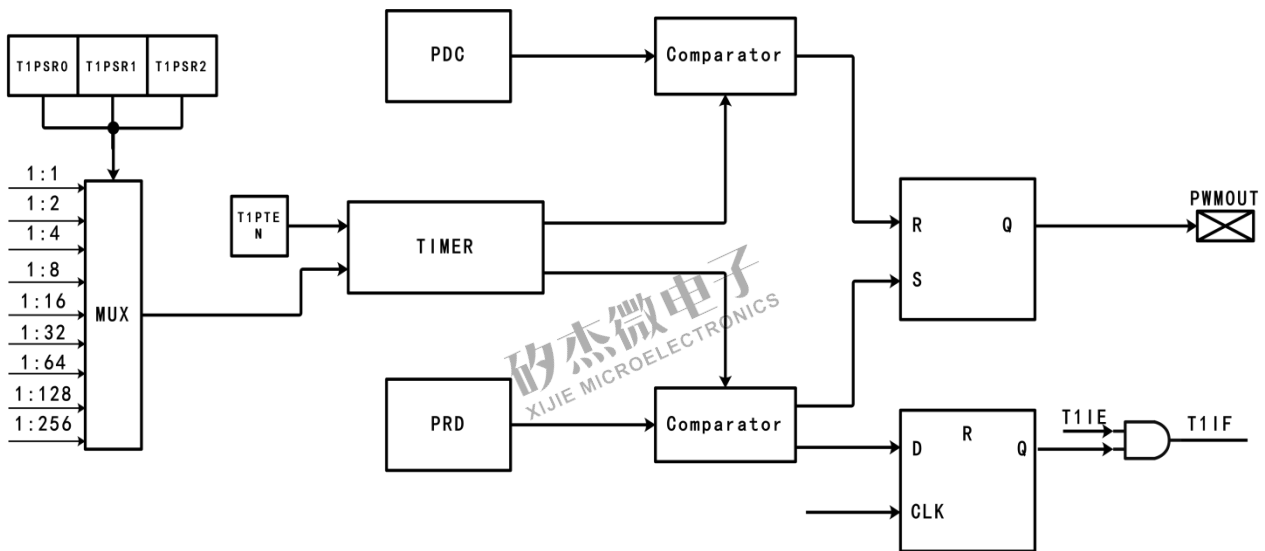 T1PSR0 T1PSR1 T1PSR2
1:1
1:2
1:4
1:8
1:16
1:32
1:64
1:128
1:256
MUX
T1PTE
N
TIMER
PDC
Comparator
PRD
Comparator
R Q
S
PWMOUT
R
D Q
CLK
T1IE
T1IF
矽杰微电子
XIJIE MICROELECTRONICS